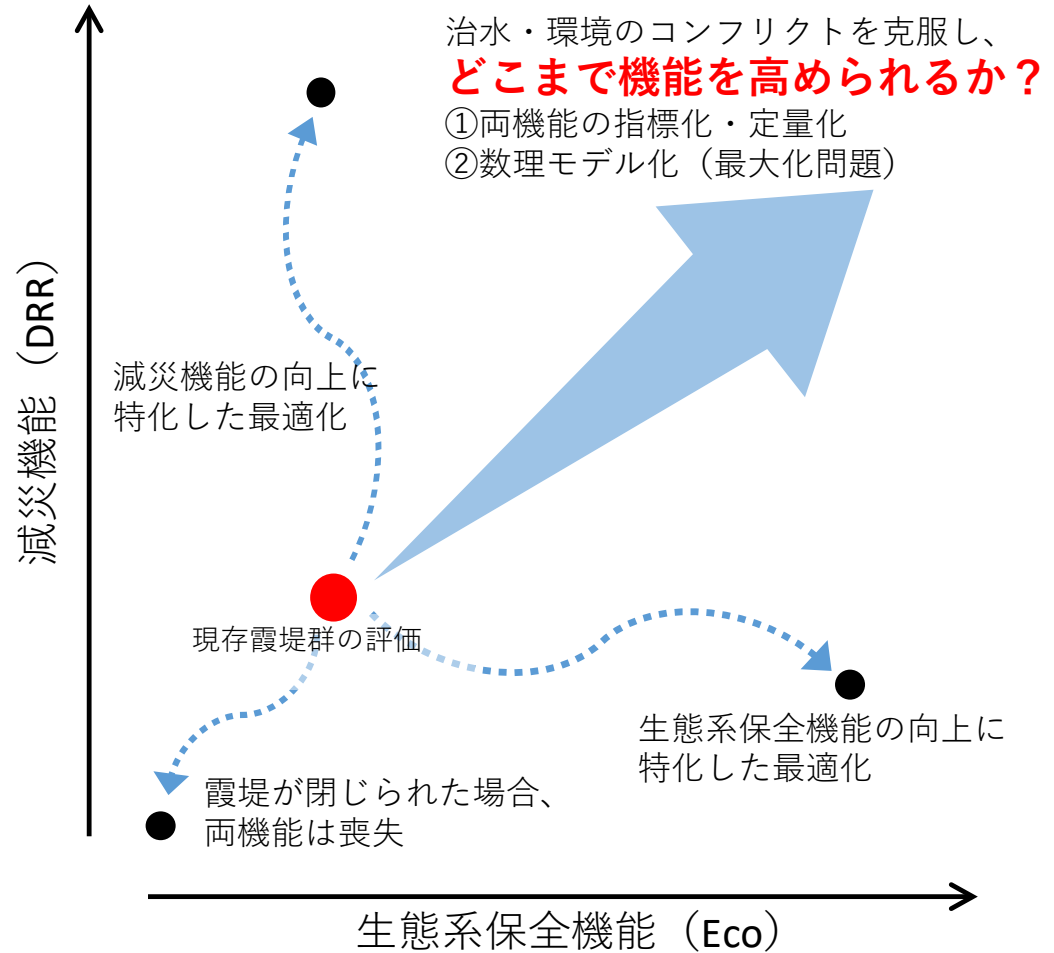 治水・環境のコンフリクトを克服し、
どこまで機能を高められるか？
①両機能の指標化・定量化
②数理モデル化（最大化問題）
減災機能（DRR）
減災機能の向上に
特化した最適化
現存霞堤群の評価
生態系保全機能の向上に
特化した最適化
霞堤が閉じられた場合、
両機能は喪失
生態系保全機能（Eco）